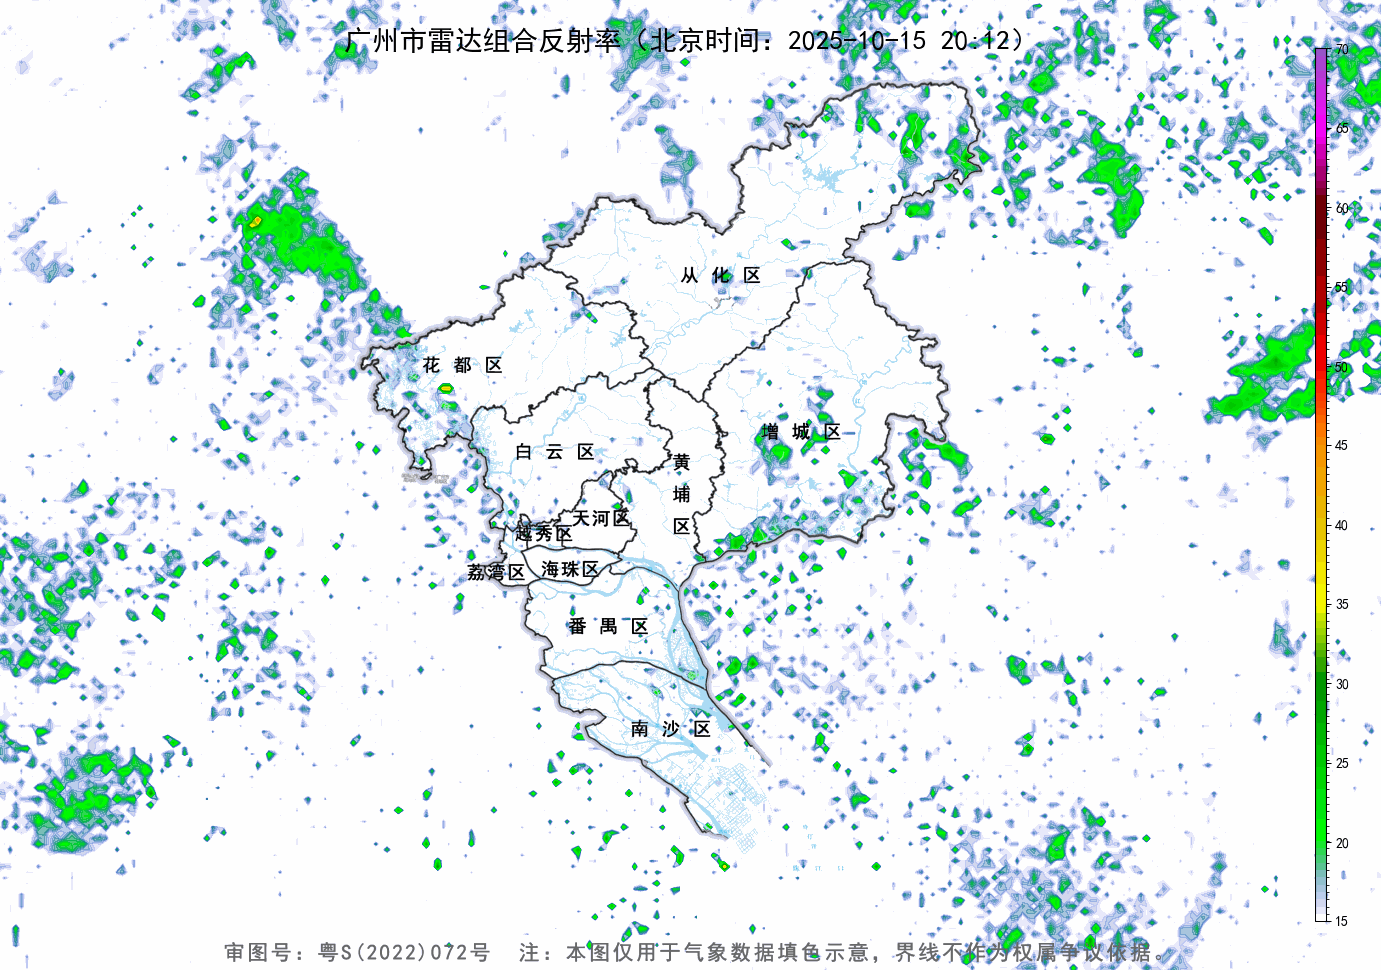 广州市雷达组合反射率（北京时间：2025-10-15 20:12）
70
65
60
55
50
45
40
35
30
25
20
15
从化区
花都区
增城区
白云区
黄埔区
天河区
越秀区
海珠区
荔湾区
番禺区
南沙区
审图号：粤S(2022)072号 注：本图仅用于气象数据填色示意，界线不作为权属争议依据。